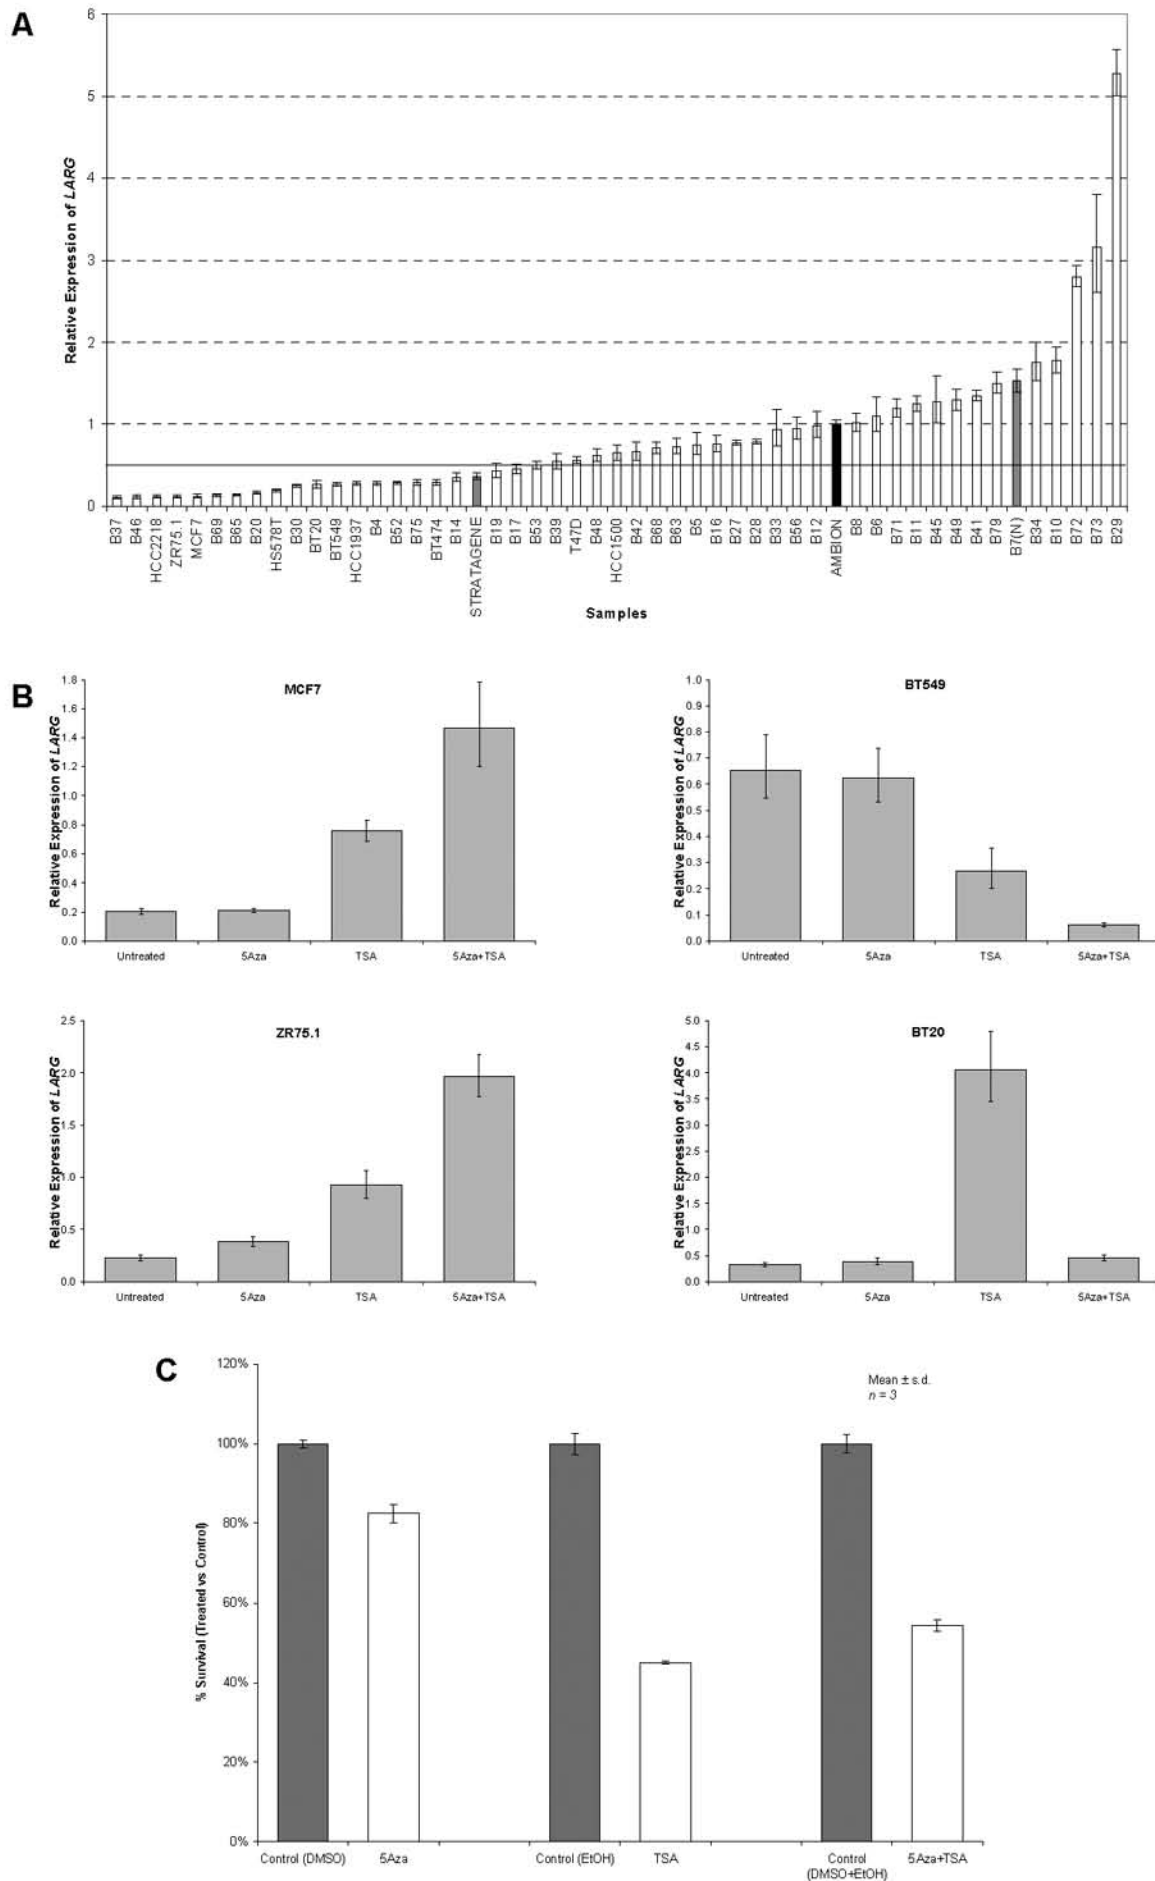 A
Relative Expression of LARG
6
5
4
3
2
1
0
B37 B46 HCC2218 ZR75.1 MCF7 B69 B65 B20 HS578T B30 BT20 BT549 HCC1937 B4 B52 B75 BT474 B14 STRATAGENE B19 B17 B53 B39 T47D B48 HCC1500 B42 B68 B63 B5 B16 B27 B28 B33 B56 B12 AMBION B8 B6 B71 B11 B45 B49 B41 B79 B7(N) B34 B10 B72 B73 B29
Samples
B
MCF7
Relative Expression of LARG
1.8
1.6
1.4
1.2
1.0
0.8
0.6
0.4
0.2
0.0
Untreated 5Aza TSA 5Aza+TSA
BT549
Relative Expression of LARG
1.0
0.9
0.8
0.7
0.6
0.5
0.4
0.3
0.2
0.1
0.0
Untreated 5Aza TSA 5Aza+TSA
ZR75.1
Relative Expression of LARG
2.5
2.0
1.5
1.0
0.5
0.0
Untreated 5Aza TSA 5Aza+TSA
BT20
Relative Expression of LARG
5.0
4.5
4.0
3.5
3.0
2.5
2.0
1.5
1.0
0.5
0.0
Untreated 5Aza TSA 5Aza+TSA
C
% Survival (Treated vs Control)
120%
100%
80%
60%
40%
20%
0%
Mean ± s.d.
n = 3
Control (DMSO) 5Aza Control (EtOH) TSA Control 5Aza+TSA
(DMSO+EtOH)